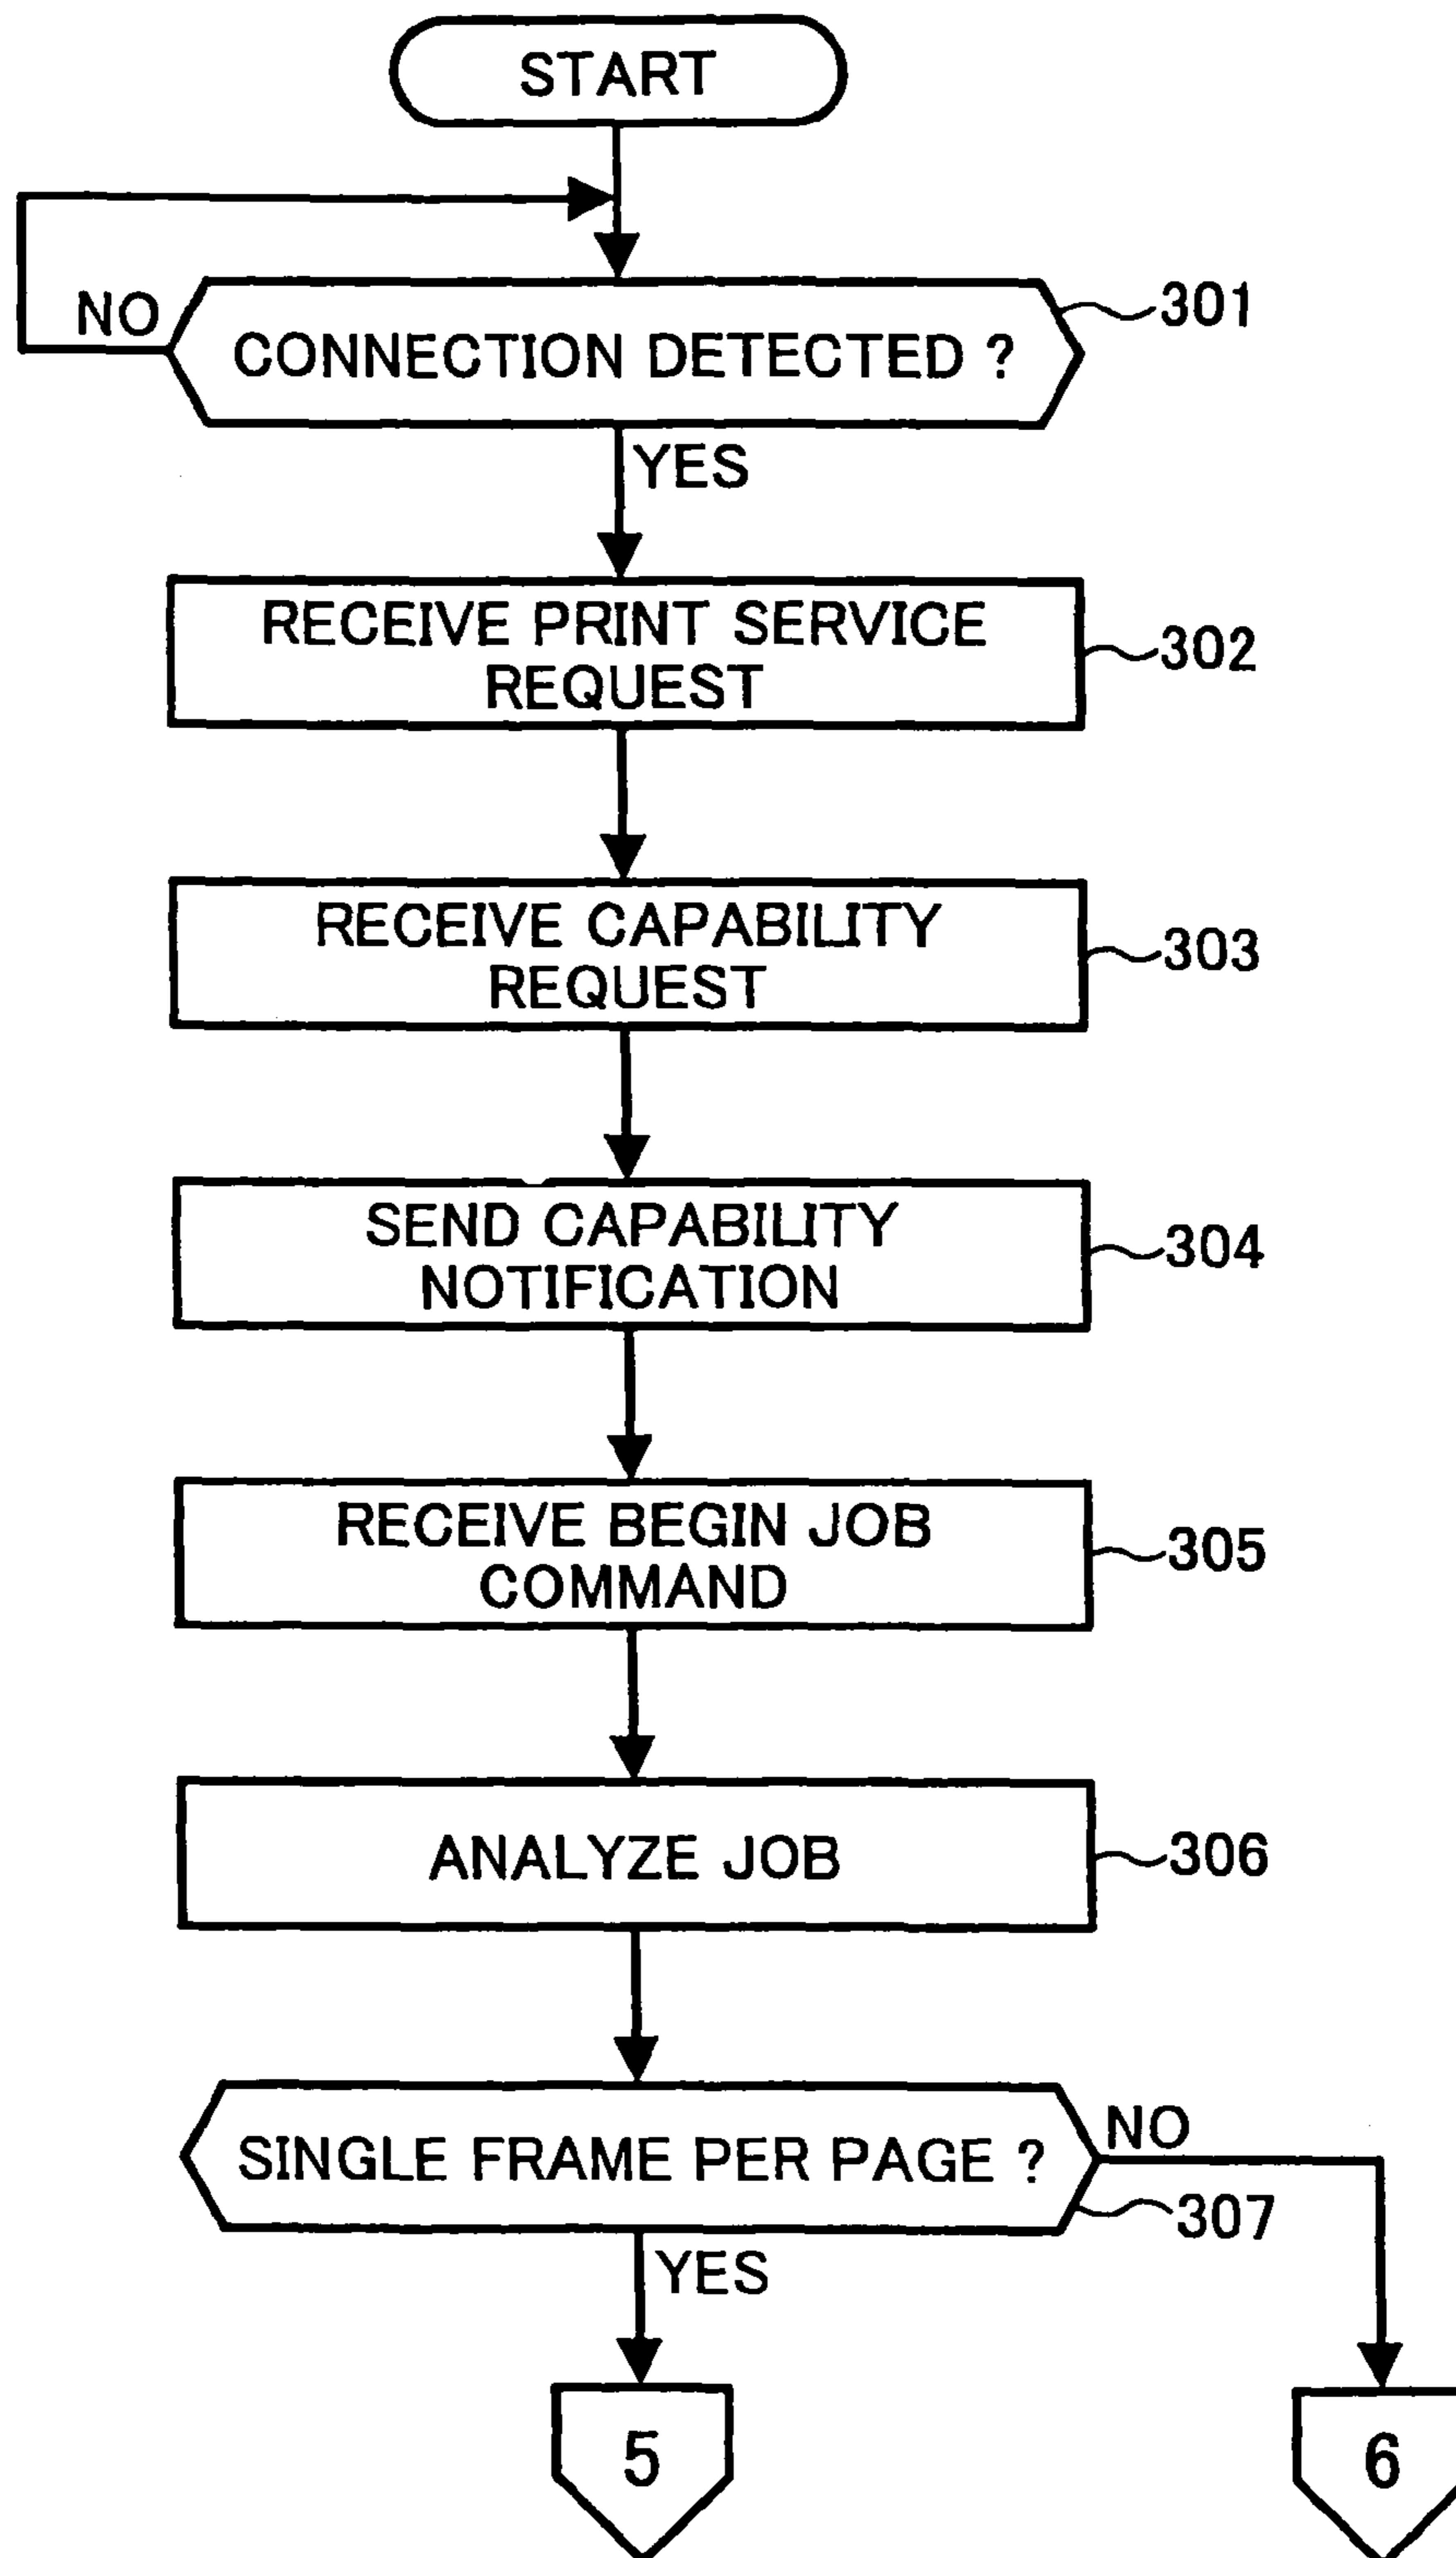 START
NO
CONNECTION DETECTED ?
301
YES
RECEIVE PRINT SERVICE
REQUEST
302
RECEIVE CAPABILITY
REQUEST
303
SEND CAPABILITY
NOTIFICATION
304
RECEIVE BEGIN JOB
COMMAND
305
ANALYZE JOB
306
SINGLE FRAME PER PAGE ?
NO
307
YES
5
6